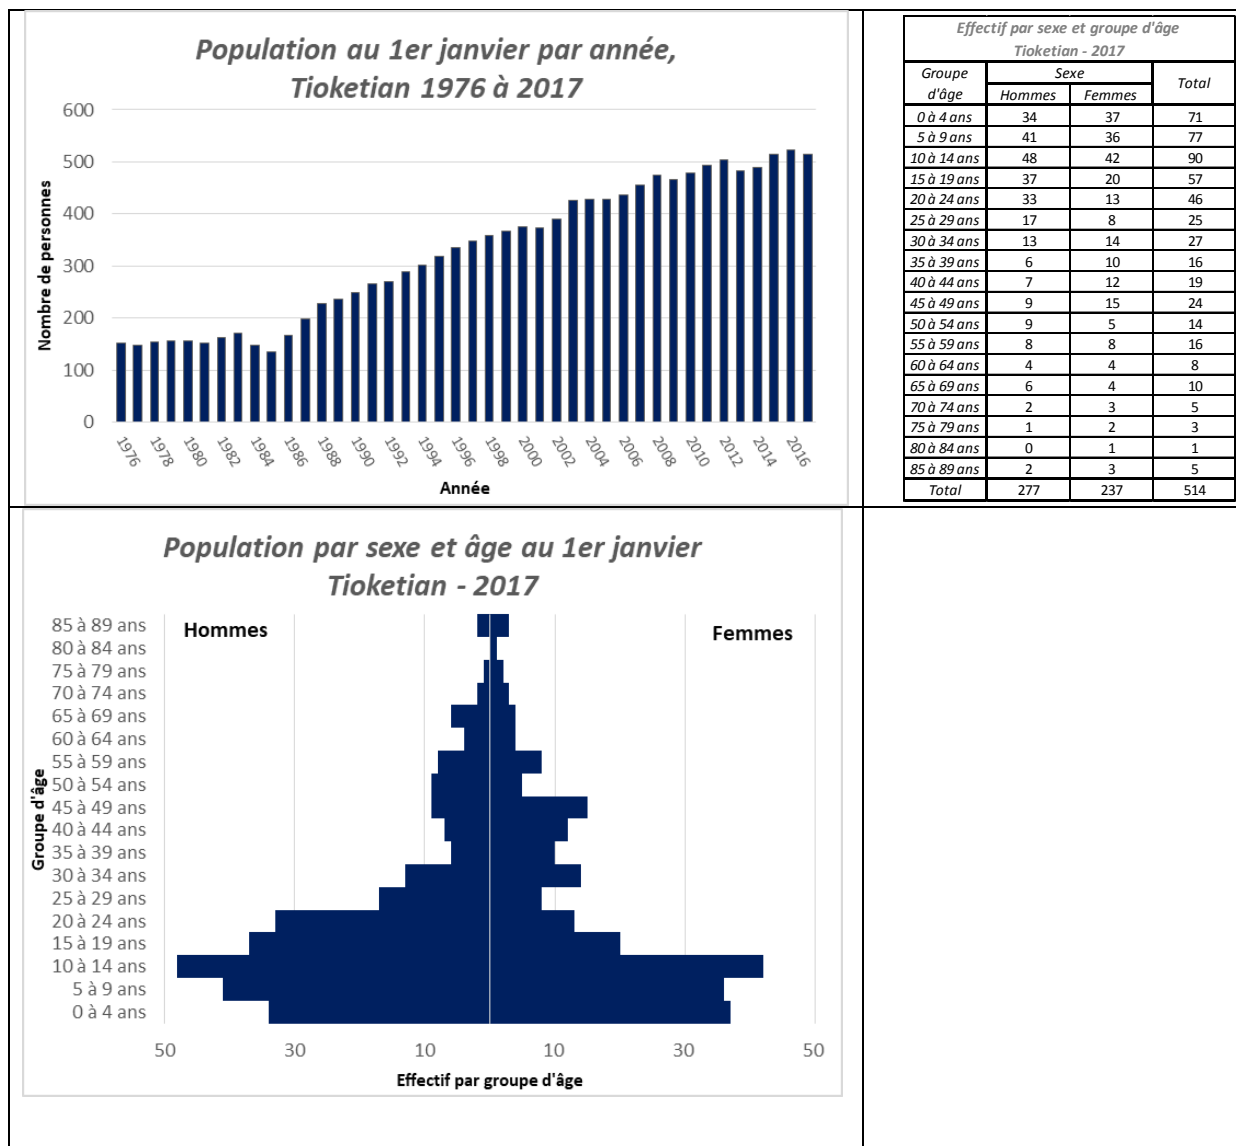 Population au 1er janvier par année,
Tioketian 1976 à 2017
600
500
400
300
200
100
0
Nombre de personnes
1976
1978
1980
1982
1984
1986
1988
1990
1992
1994
1996
1998
2000
2002
2004
2006
2008
2010
2012
2014
2016
Année
Effectif par sexe et groupe d'âge
Tioketian - 2017
Groupe d'âge Sexe Total
Hommes Femmes
0 à 4 ans 34 37 71
5 à 9 ans 41 36 77
10 à 14 ans 48 42 90
15 à 19 ans 37 20 57
20 à 24 ans 33 13 46
25 à 29 ans 17 8 25
30 à 34 ans 13 14 27
35 à 39 ans 6 10 16
40 à 44 ans 7 12 19
45 à 49 ans 9 15 24
50 à 54 ans 9 5 14
55 à 59 ans 8 8 16
60 à 64 ans 4 4 8
65 à 69 ans 6 4 10
70 à 74 ans 2 3 5
75 à 79 ans 1 2 3
80 à 84 ans 0 1 1
85 à 89 ans 2 3 5
Total 277 237 514
Population par sexe et âge au 1er janvier
Tioketian - 2017
Hommes
Femmes
85 à 89 ans
80 à 84 ans
75 à 79 ans
70 à 74 ans
65 à 69 ans
60 à 64 ans
55 à 59 ans
50 à 54 ans
45 à 49 ans
40 à 44 ans
35 à 39 ans
30 à 34 ans
25 à 29 ans
20 à 24 ans
15 à 19 ans
10 à 14 ans
5 à 9 ans
0 à 4 ans
Groupe d'âge
50 30 10 10 30 50
Effectif par groupe d'âge